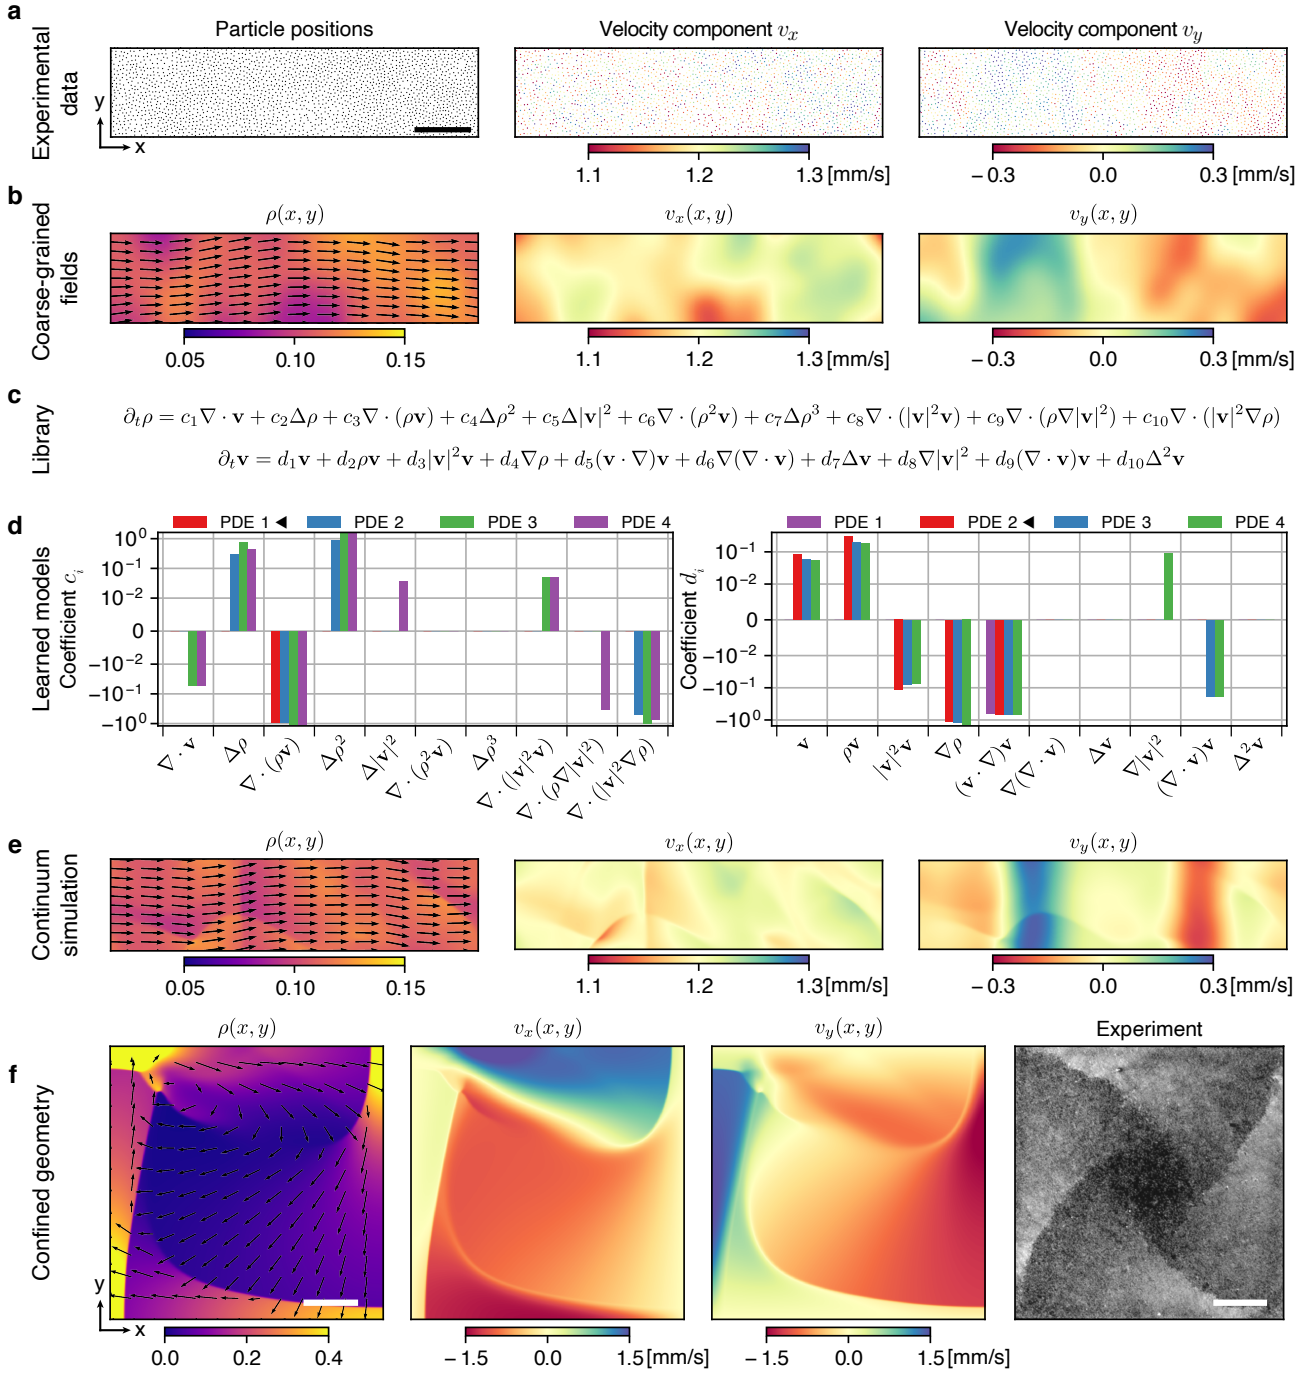 a
Experimental data
Particle positions
Velocity component $v_x$
Velocity component $v_y$
y
x
1.1 1.2 1.3 [mm/s]
−0.3 0.0 0.3 [mm/s]
b
Coarse-grained fields
$\rho(x, y)$
$v_x(x, y)$
$v_y(x, y)$
0.05 0.10 0.15
1.1 1.2 1.3 [mm/s]
−0.3 0.0 0.3 [mm/s]
c
Library
$\partial_t \rho = c_1 \nabla \cdot \mathbf{v} + c_2 \Delta \rho + c_3 \nabla \cdot (\rho \mathbf{v}) + c_4 \Delta \rho^2 + c_5 \Delta |\mathbf{v}|^2 + c_6 \nabla \cdot (\rho^2 \mathbf{v}) + c_7 \Delta \rho^3 + c_8 \nabla \cdot (|\mathbf{v}|^2 \mathbf{v}) + c_9 \nabla \cdot (\rho \nabla |\mathbf{v}|^2) + c_{10} \nabla \cdot (|\mathbf{v}|^2 \nabla \rho)$
$\partial_t \mathbf{v} = d_1 \mathbf{v} + d_2 \rho \mathbf{v} + d_3 |\mathbf{v}|^2 \mathbf{v} + d_4 \nabla \rho + d_5 (\mathbf{v} \cdot \nabla) \mathbf{v} + d_6 \nabla (\nabla \cdot \mathbf{v}) + d_7 \Delta \mathbf{v} + d_8 \nabla |\mathbf{v}|^2 + d_9 (\nabla \cdot \mathbf{v}) \mathbf{v} + d_{10} \Delta^2 \mathbf{v}$
d
Learned models
PDE 1 ◄ PDE 2 PDE 3 PDE 4
Coefficient $c_i$
$10^0$
$10^{-1}$
$10^{-2}$
0
$-10^{-2}$
$-10^{-1}$
$-10^0$
$\nabla \cdot \mathbf{v}$
$\Delta \rho$
$\nabla \cdot (\rho \mathbf{v})$
$\Delta \rho^2$
$\Delta |\mathbf{v}|^2$
$\nabla \cdot (\rho^2 \mathbf{v})$
$\Delta \rho^3$
$\nabla \cdot (|\mathbf{v}|^2 \mathbf{v})$
$\nabla \cdot (\rho \nabla |\mathbf{v}|^2)$
$\nabla \cdot (|\mathbf{v}|^2 \nabla \rho)$
PDE 1 PDE 2 ◄ PDE 3 PDE 4
Coefficient $d_i$
$10^{-1}$
$10^{-2}$
0
$-10^{-2}$
$-10^{-1}$
$-10^0$
$\mathbf{v}$
$\rho \mathbf{v}$
$|\mathbf{v}|^2 \mathbf{v}$
$\nabla \rho$
$(\mathbf{v} \cdot \nabla) \mathbf{v}$
$\nabla (\nabla \cdot \mathbf{v})$
$\Delta \mathbf{v}$
$\nabla |\mathbf{v}|^2$
$(\nabla \cdot \mathbf{v}) \mathbf{v}$
$\Delta^2 \mathbf{v}$
e
Continuum simulation
$\rho(x, y)$
$v_x(x, y)$
$v_y(x, y)$
0.05 0.10 0.15
1.1 1.2 1.3 [mm/s]
−0.3 0.0 0.3 [mm/s]
f
Confined geometry
$\rho(x, y)$
$v_x(x, y)$
$v_y(x, y)$
Experiment
y
x
0.0 0.2 0.4
−1.5 0.0 1.5 [mm/s]
−1.5 0.0 1.5 [mm/s]